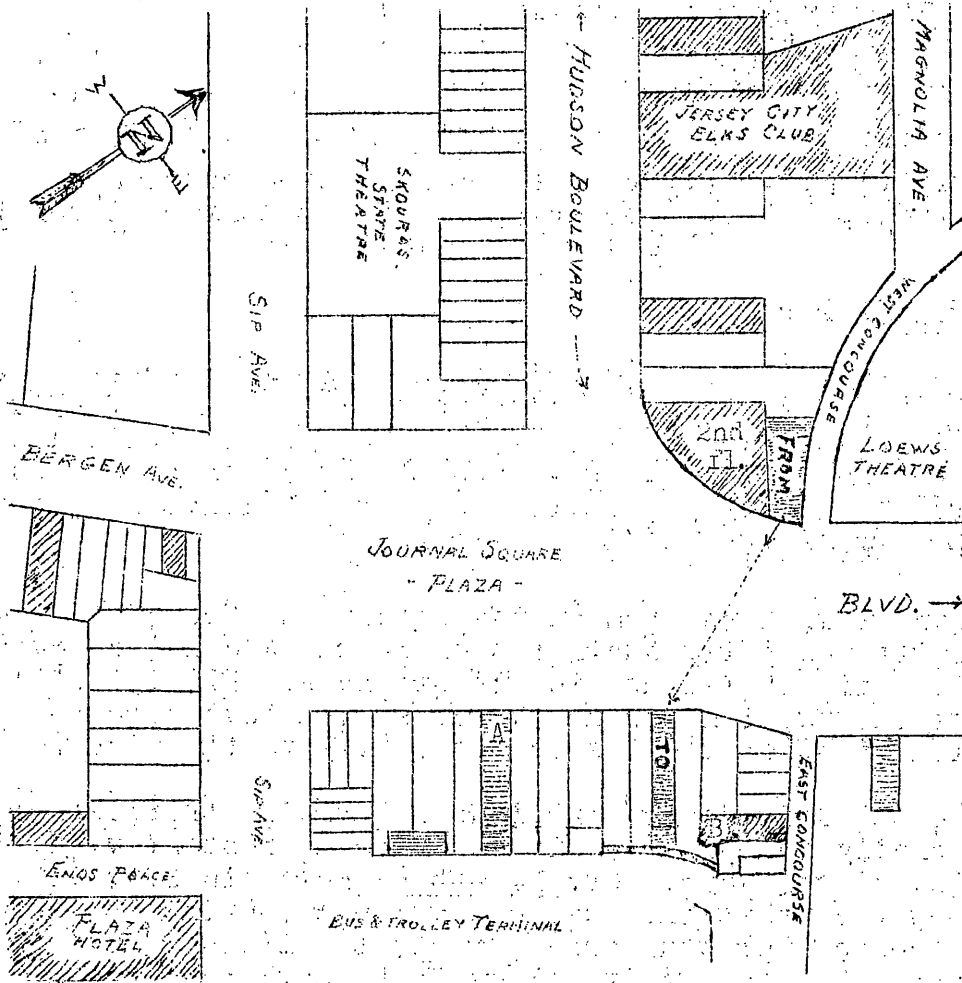 W
N
E
← HUDSON BOULEVARD →
MAGNOLIA AVE.
JERSEY CITY
ELKS CLUB
SKOURAS
STATE
THEATRE
SIP AVE.
WEST CONCOURSE
BERGEN AVE.
2nd
fl.
FROM
LOEWS
THEATRE
JOURNAL SQUARE
- PLAZA -
BLVD. →
A
TO
SIP AVE
B
EAST CONCOURSE
ENOS PLACE
PLAZA
HOTEL
BUS & TROLLEY TERMINAL